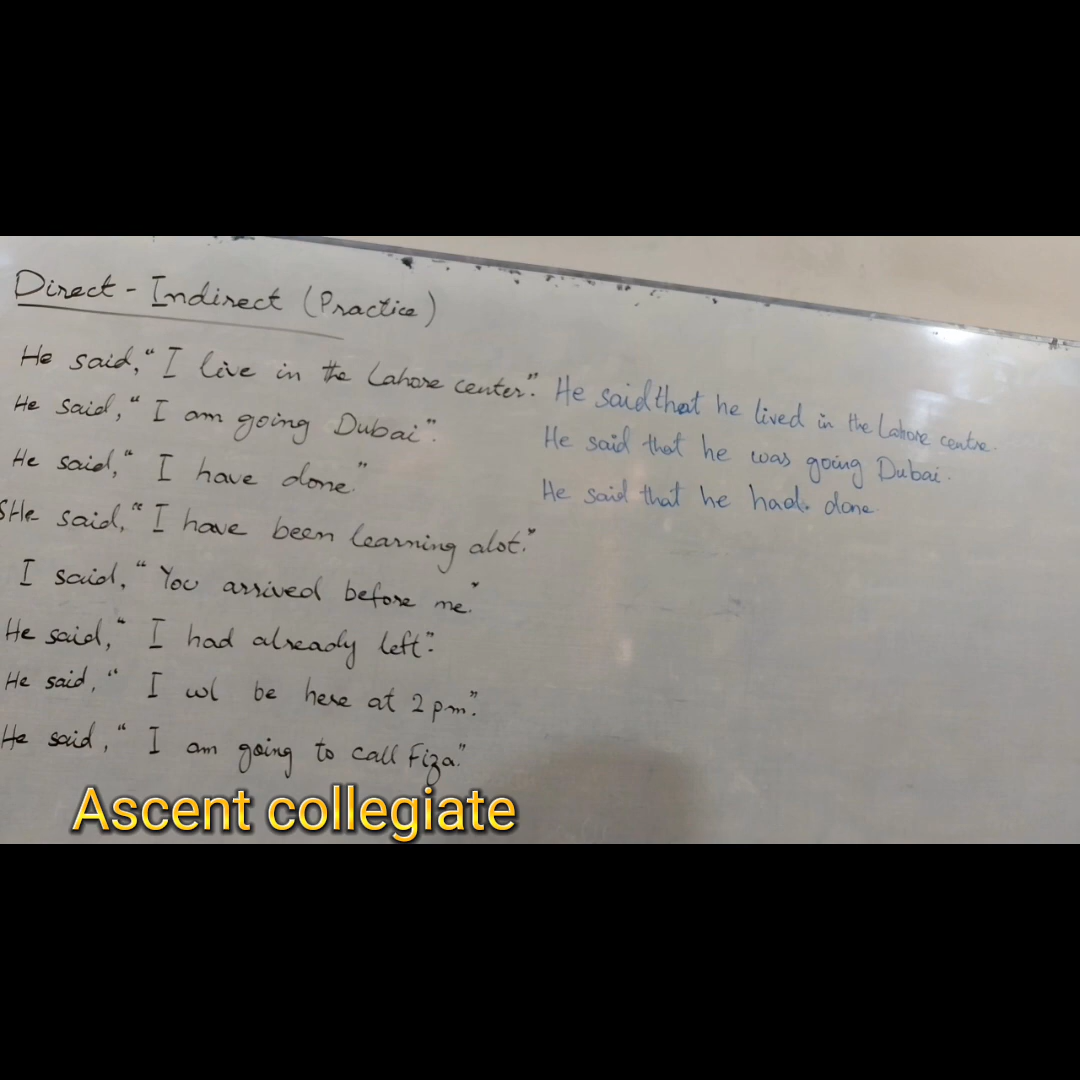 Direct - Indirect (Practice)
He said, "I live in the Lahore center". He said that he lived in the Lahore centre.
He said, "I am going Dubai". He said that he was going Dubai.
He said, "I have done." He said that he had done
SHe said, "I have been learning alot."
I said, "You arrived before me."
He said, "I had already left".
He said, "I wl be here at 2 pm".
He said, "I am going to call Fiza."
Ascent collegiate